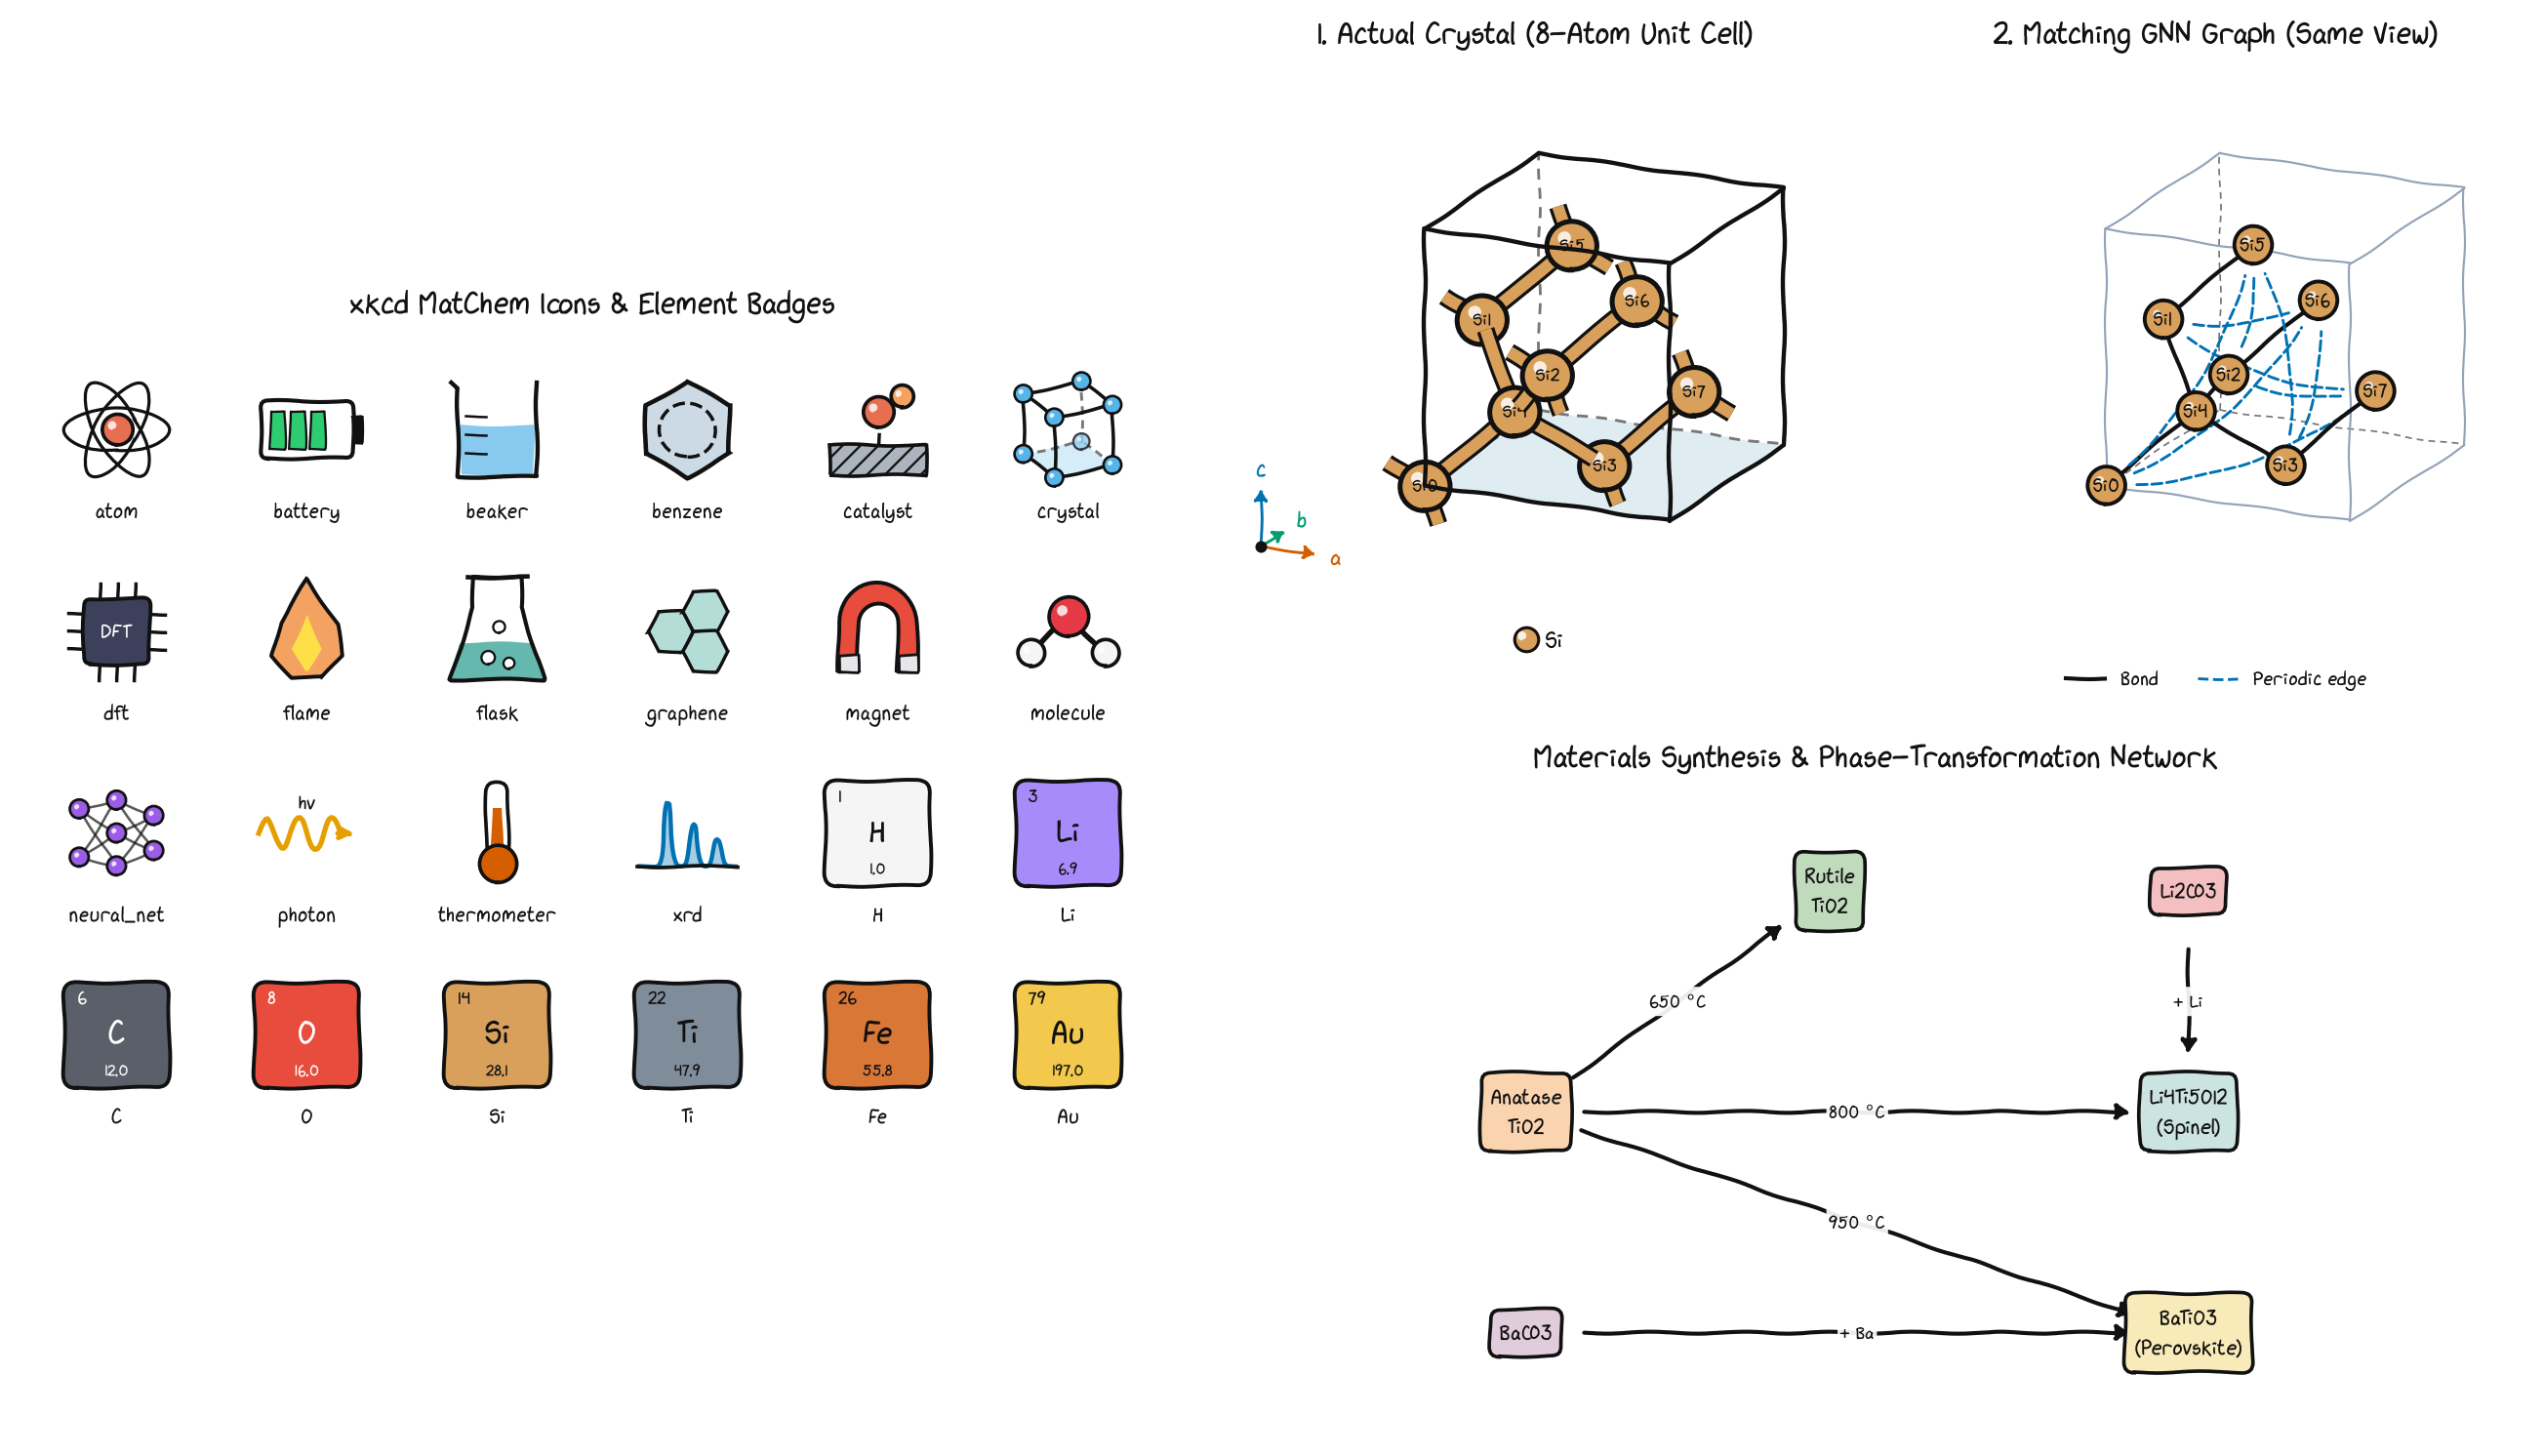 xkcd MatChem Icons & Element Badges
atom
battery
beaker
benzene
catalyst
crystal
DFT
dft
flame
flask
graphene
magnet
molecule
neural_net
hν
photon
thermometer
xrd
1
H
1.0
H
3
Li
6.9
Li
6
C
12.0
C
8
O
16.0
O
14
Si
28.1
Si
22
Ti
47.9
Ti
26
Fe
55.8
Fe
79
Au
197.0
Au
1. Actual Crystal (8-Atom Unit Cell)
Si5
Si6
Si1
Si2
Si7
Si4
Si3
Si0
c
b
a
Si
2. Matching GNN Graph (Same View)
Si5
Si6
Si1
Si2
Si7
Si4
Si3
Si0
Bond
Periodic edge
Materials Synthesis & Phase-Transformation Network
Rutile
TiO2
Li2CO3
650 °C
+ Li
Anatase
TiO2
800 °C
Li4Ti5O12
(Spinel)
950 °C
BaCO3
+ Ba
BaTiO3
(Perovskite)